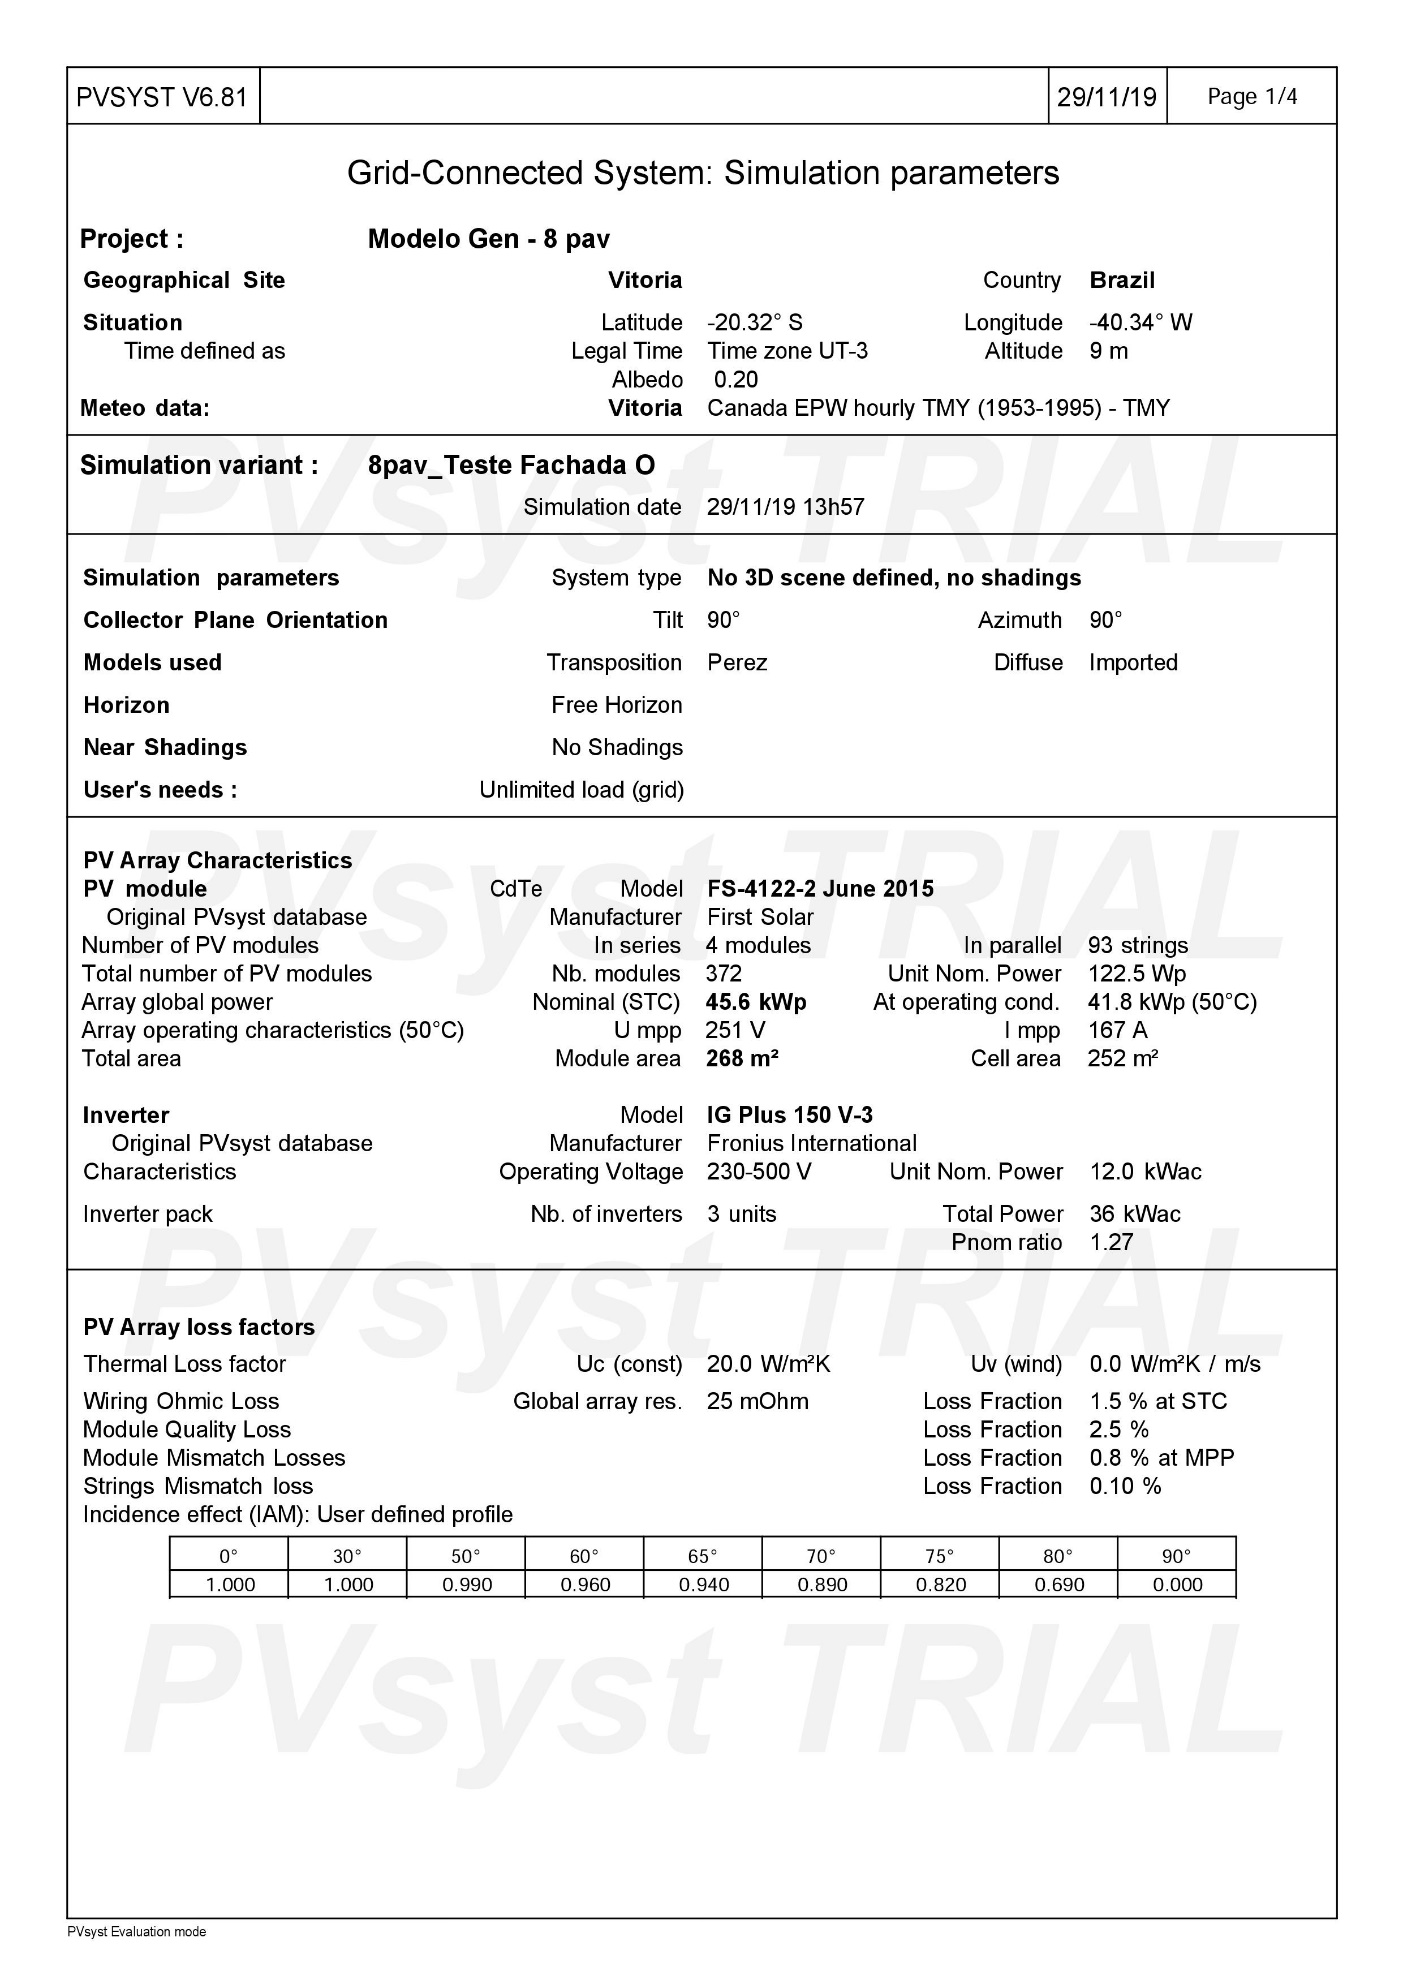 PVSYST V6.81 29/11/19 Page 1/4
Grid-Connected System: Simulation parameters
Project : Modelo Gen - 8 pav
Geographical Site Vitoria Country Brazil
Situation Latitude -20.32° S Longitude -40.34° W
Time defined as Legal Time Time zone UT-3 Altitude 9 m
Albedo 0.20
Meteo data: Vitoria Canada EPW hourly TMY (1953-1995) - TMY
PVsyst TRIAL
Simulation variant : 8pav_Teste Fachada O
Simulation date 29/11/19 13h57
Simulation parameters System type No 3D scene defined, no shadings
Collector Plane Orientation Tilt 90° Azimuth 90°
Models used Transposition Perez Diffuse Imported
Horizon Free Horizon
Near Shadings No Shadings
User's needs : Unlimited load (grid)
PVsyst TRIAL
PV Array Characteristics
PV module CdTe Model FS-4122-2 June 2015
Original PVsyst database Manufacturer First Solar
Number of PV modules In series 4 modules In parallel 93 strings
Total number of PV modules Nb. modules 372 Unit Nom. Power 122.5 Wp
Array global power Nominal (STC) 45.6 kWp At operating cond. 41.8 kWp (50°C)
Array operating characteristics (50°C) U mpp 251 V I mpp 167 A
Total area Module area 268 m² Cell area 252 m²
Inverter Model IG Plus 150 V-3
Original PVsyst database Manufacturer Fronius International
Characteristics Operating Voltage 230-500 V Unit Nom. Power 12.0 kWac
Inverter pack Nb. of inverters 3 units Total Power 36 kWac
Pnom ratio 1.27
PVsyst TRIAL
PV Array loss factors
Thermal Loss factor Uc (const) 20.0 W/m²K Uv (wind) 0.0 W/m²K / m/s
Wiring Ohmic Loss Global array res. 25 mOhm Loss Fraction 1.5 % at STC
Module Quality Loss Loss Fraction 2.5 %
Module Mismatch Losses Loss Fraction 0.8 % at MPP
Strings Mismatch loss Loss Fraction 0.10 %
Incidence effect (IAM): User defined profile
0° 30° 50° 60° 65° 70° 75° 80° 90°
1.000 1.000 0.990 0.960 0.940 0.890 0.820 0.690 0.000
PVsyst TRIAL
PVsyst Evaluation mode